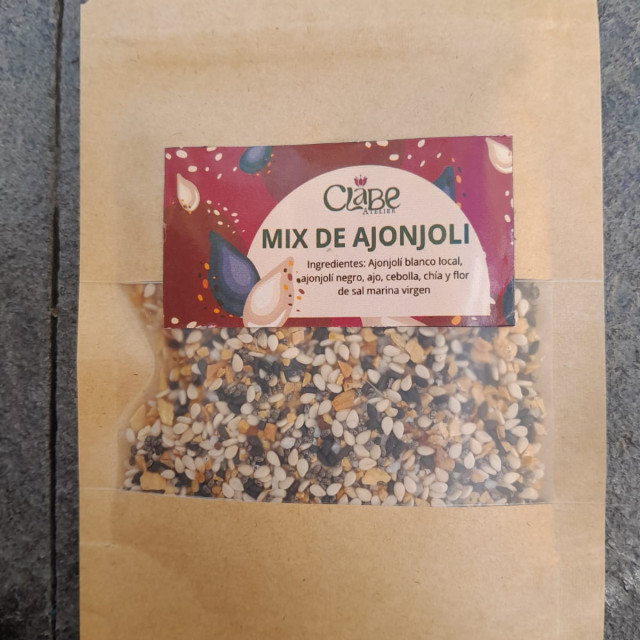 ClaBe
ATELIER
MIX DE AJONJOLI
Ingredientes: Ajonjolí blanco local,
ajonjolí negro, ajo, cebolla, chía y flor
de sal marina virgen